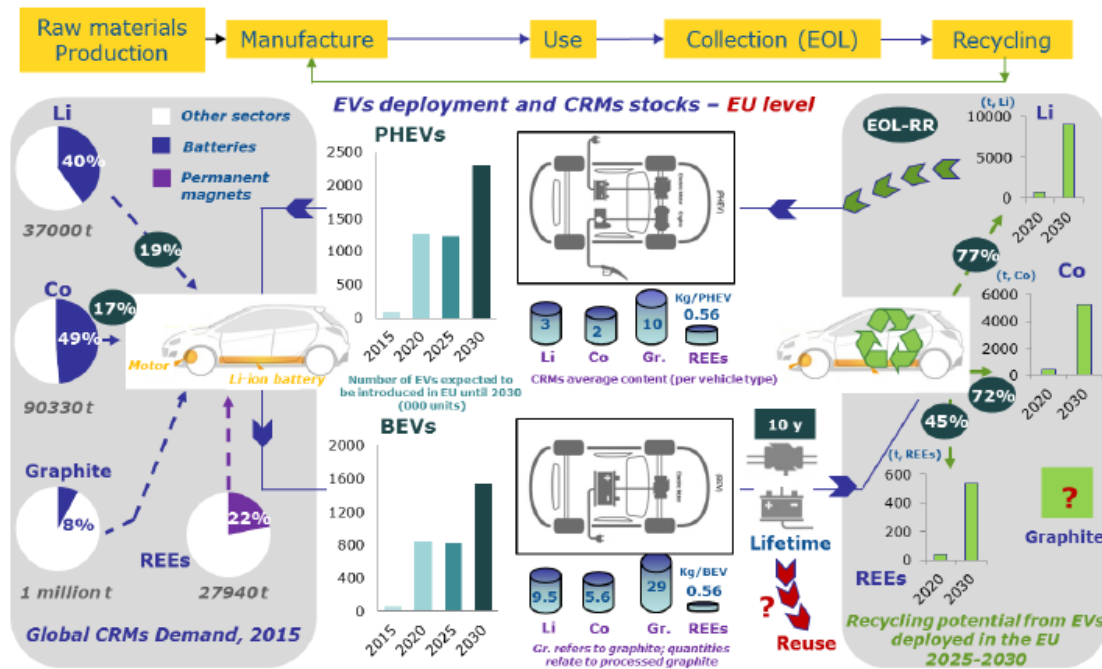 Raw materials
Production
Manufacture
Use
Collection (EOL)
Recycling
EVs deployment and CRMs stocks – EU level
Li
Other sectors
Batteries
Permanent
magnets
40%
37000 t
19%
Co
17%
49%
90330 t
Motor
Li-ion battery
Graphite
8%
1 million t
REEs
22%
27940 t
Global CRMs Demand, 2015
PHEVs
2500
2000
1500
1000
500
0
2015
2020
2025
2030
Number of EVs expected to
be introduced in EU until 2030
(000 units)
BEVs
2000
1600
1200
800
400
0
2015
2020
2025
2030
Electric Motor
Engine
(PHEV)
Kg/PHEV
0.56
3
2
10
Li
Co
Gr.
REEs
CRMs average content (per vehicle type)
Electric Motor
(BEV)
Kg/BEV
0.56
9.5
5.6
29
Li
Co
Gr.
REEs
Gr. refers to graphite; quantities
relate to processed graphite
10 y
Lifetime
?
Reuse
EOL-RR
(t, Li)
Li
10000
5000
0
2020
2030
77%
(t, Co)
Co
6000
4000
2000
0
2020
2030
72%
45%
(t, REEs)
600
400
200
0
2020
2030
REEs
?
Graphite
Recycling potential from EVs
deployed in the EU
2025-2030